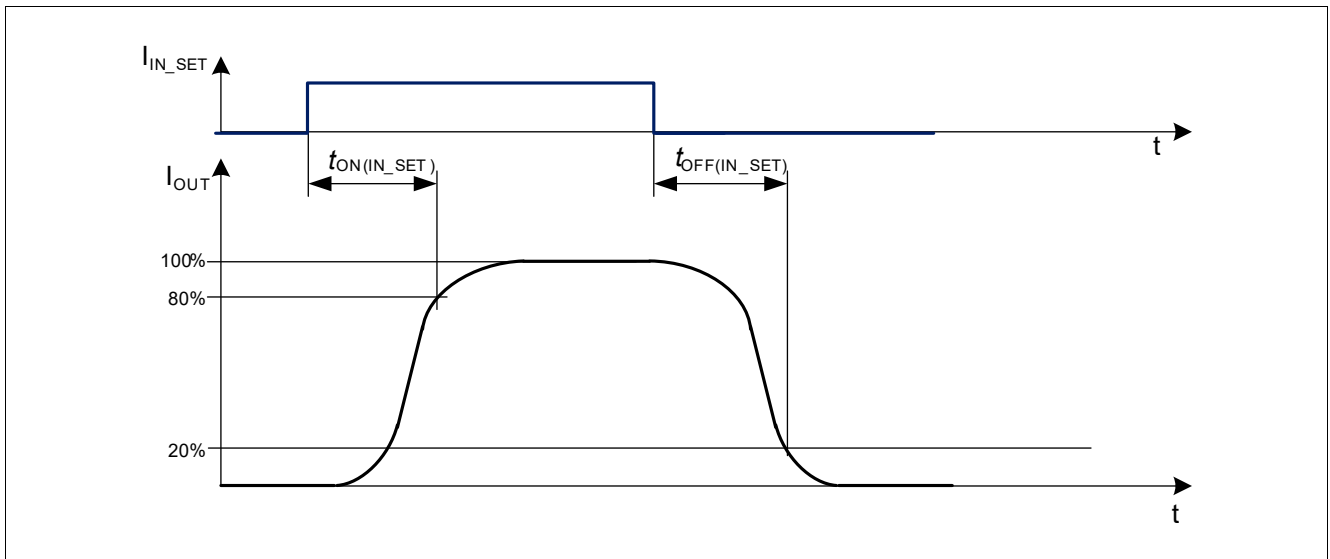 I_IN_SET
t
t_ON(IN_SET)
t_OFF(IN_SET)
I_OUT
100%
80%
20%
t